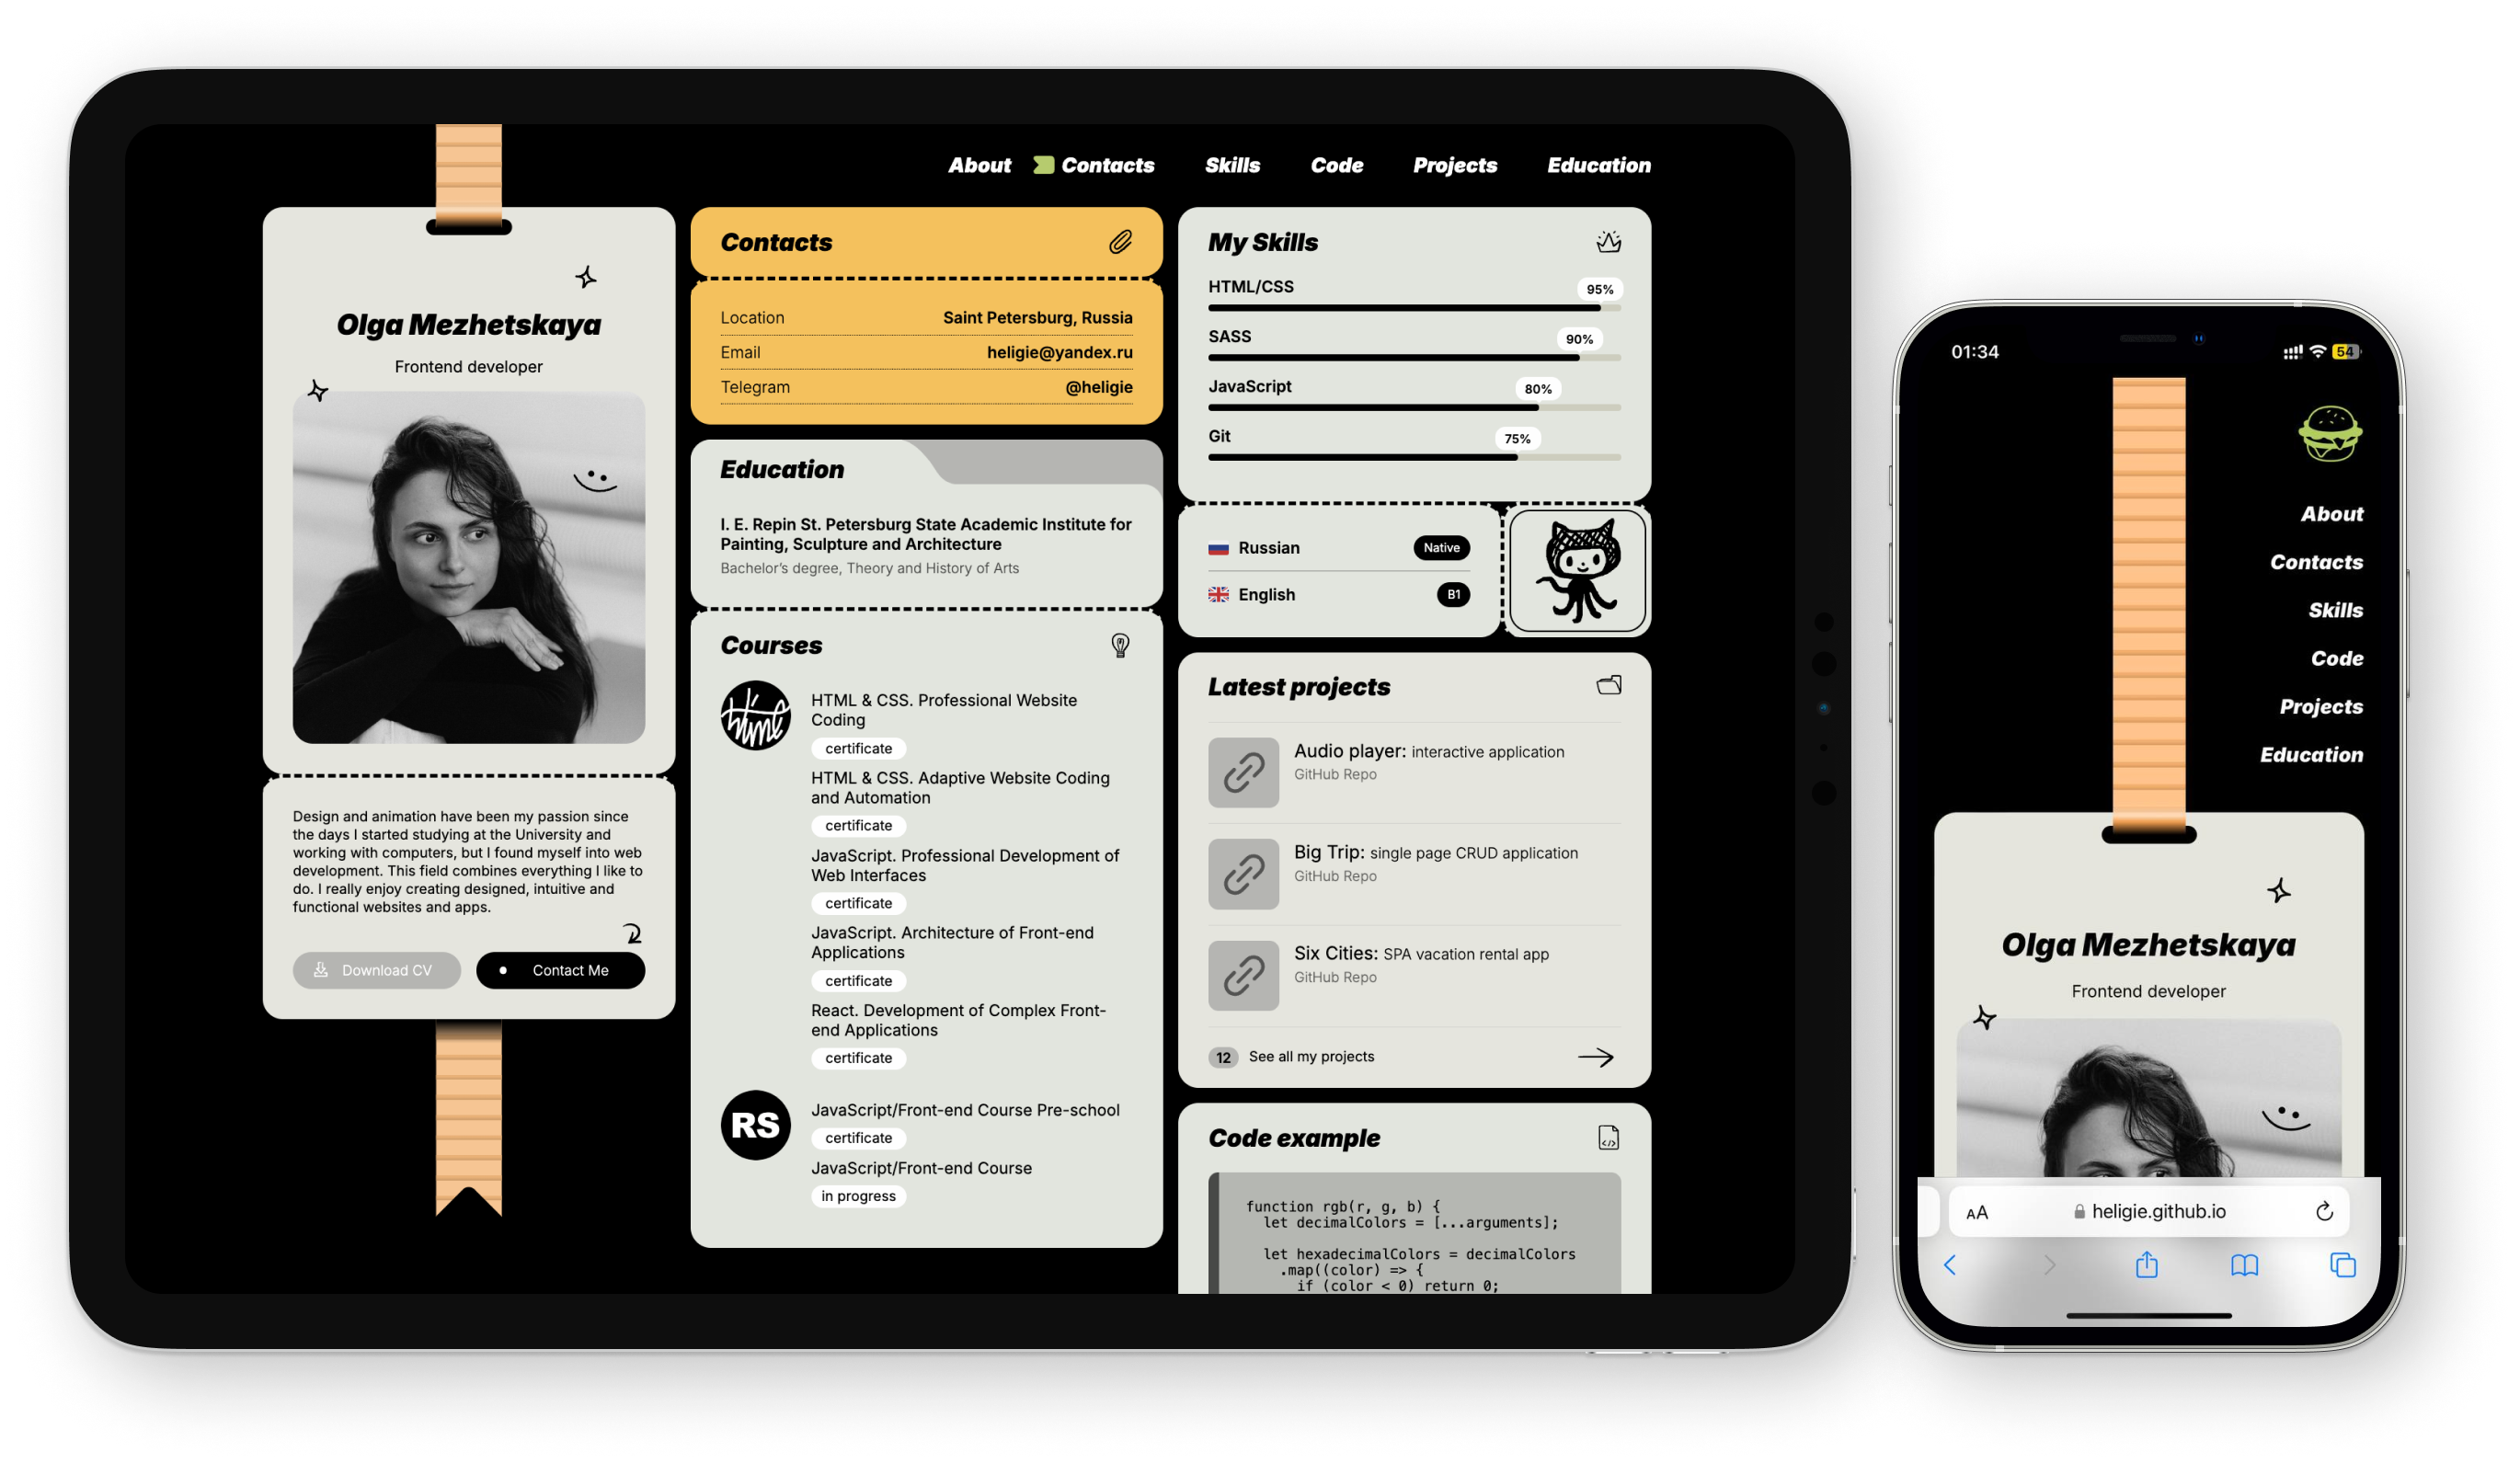 About
Contacts
Skills
Code
Projects
Education
Olga Mezhetskaya
Frontend developer
Design and animation have been my passion since
the days I started studying at the University and
working with computers, but I found myself into web
development. This field combines everything I like to
do. I really enjoy creating designed, intuitive and
functional websites and apps.
Download CV
Contact Me
Contacts
Location Saint Petersburg, Russia
Email heligie@yandex.ru
Telegram @heligie
Education
I. E. Repin St. Petersburg State Academic Institute for
Painting, Sculpture and Architecture
Bachelor's degree, Theory and History of Arts
Courses
html
HTML & CSS. Professional Website
Coding
certificate
HTML & CSS. Adaptive Website Coding
and Automation
certificate
JavaScript. Professional Development of
Web Interfaces
certificate
JavaScript. Architecture of Front-end
Applications
certificate
React. Development of Complex Front-
end Applications
certificate
RS
JavaScript/Front-end Course Pre-school
certificate
JavaScript/Front-end Course
in progress
My Skills
HTML/CSS 95%
SASS 90%
JavaScript 80%
Git 75%
Russian Native
English B1
Latest projects
Audio player: interactive application
GitHub Repo
Big Trip: single page CRUD application
GitHub Repo
Six Cities: SPA vacation rental app
GitHub Repo
12 See all my projects
Code example
</>
function rgb(r, g, b) {
let decimalColors = [...arguments];
let hexadecimalColors = decimalColors
.map((color) => {
if (color < 0) return 0;
01:34
54
About
Contacts
Skills
Code
Projects
Education
Olga Mezhetskaya
Frontend developer
AA
heligie.github.io